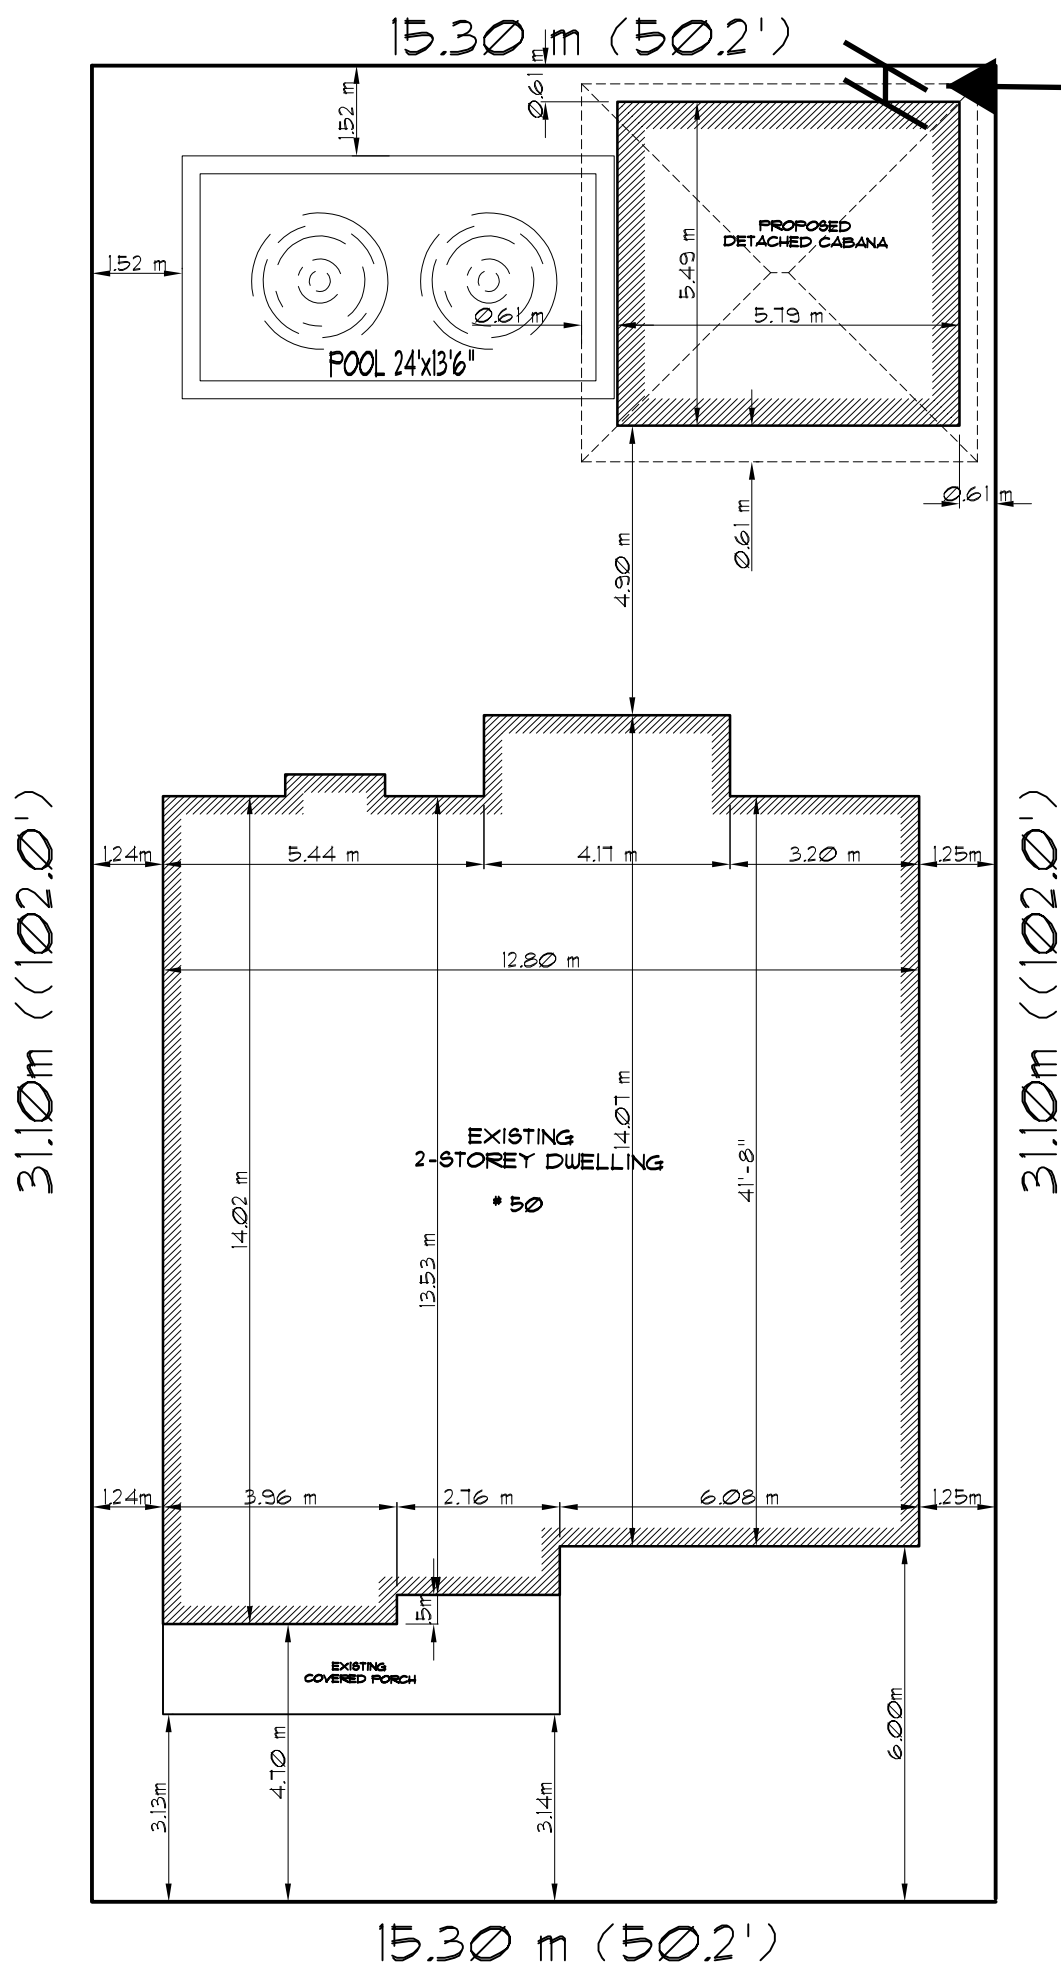 15.30 m (50.2')
0.61 m
1.52 m
PROPOSED
DETACHED CABANA
5.49 m
1.52 m
0.61 m
5.79 m
POOL 24'x13'6"
0.61 m
0.61 m
4.90 m
31.10m ((102.0')
31.10m ((102.0')
1.24m
5.44 m
4.17 m
3.20 m
1.25m
12.80 m
14.07 m
EXISTING
2-STOREY DWELLING
# 50
41'-8"
14.02 m
13.53 m
1.24m
3.96 m
2.76 m
6.08 m
1.25m
.5m
EXISTING
COVERED PORCH
4.70 m
6.00m
3.13m
3.14m
15.30 m (50.2')